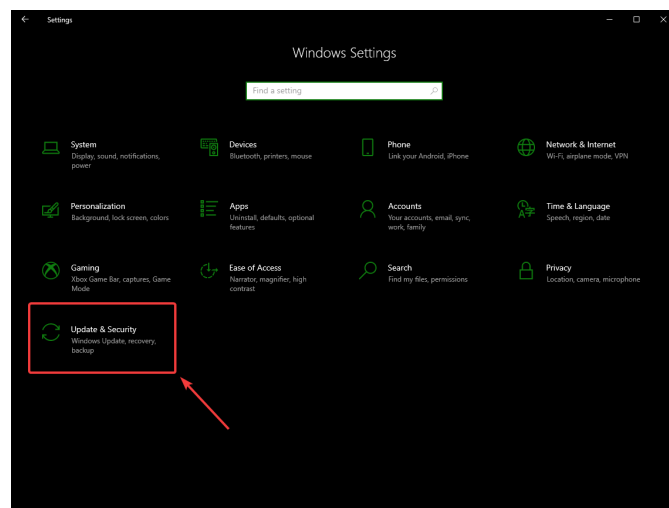 Settings
Windows Settings
Find a setting
System
Display, sound, notifications,
power
Devices
Bluetooth, printers, mouse
Phone
Link your Android, iPhone
Network & Internet
Wi-Fi, airplane mode, VPN
Personalization
Background, lock screen, colors
Apps
Uninstall, defaults, optional
features
Accounts
Your accounts, email, sync,
work, family
Time & Language
Speech, region, date
Gaming
Xbox Game Bar, captures, Game
Mode
Ease of Access
Narrator, magnifier, high
contrast
Search
Find my files, permissions
Privacy
Location, camera, microphone
Update & Security
Windows Update, recovery,
backup